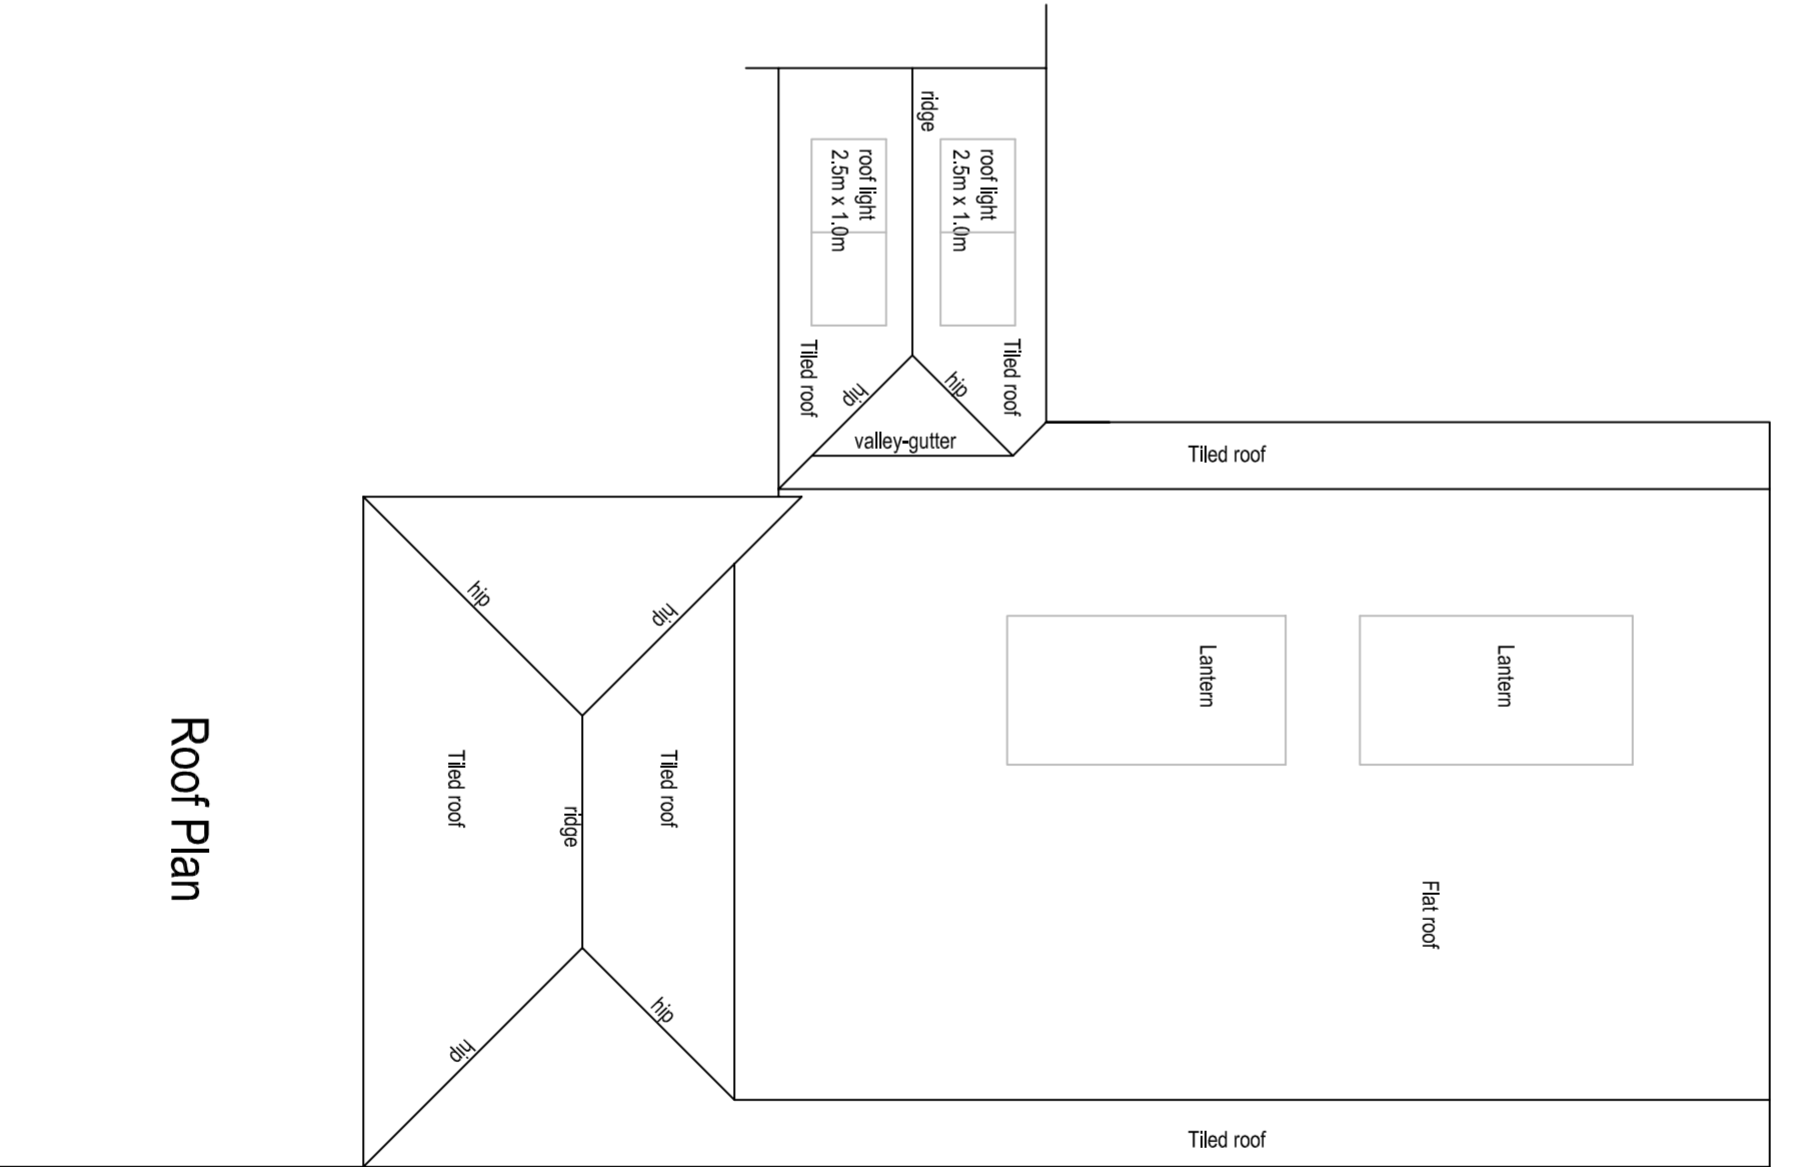 ridge
roof light
2.5m x 1.0m
roof light
2.5m x 1.0m
Tiled roof
Tiled roof
hip
hip
valley-gutter
Tiled roof
hip
hip
Lantern
Lantern
Tiled roof
ridge
Tiled roof
Roof Plan
Flat roof
hip
hip
Tiled roof